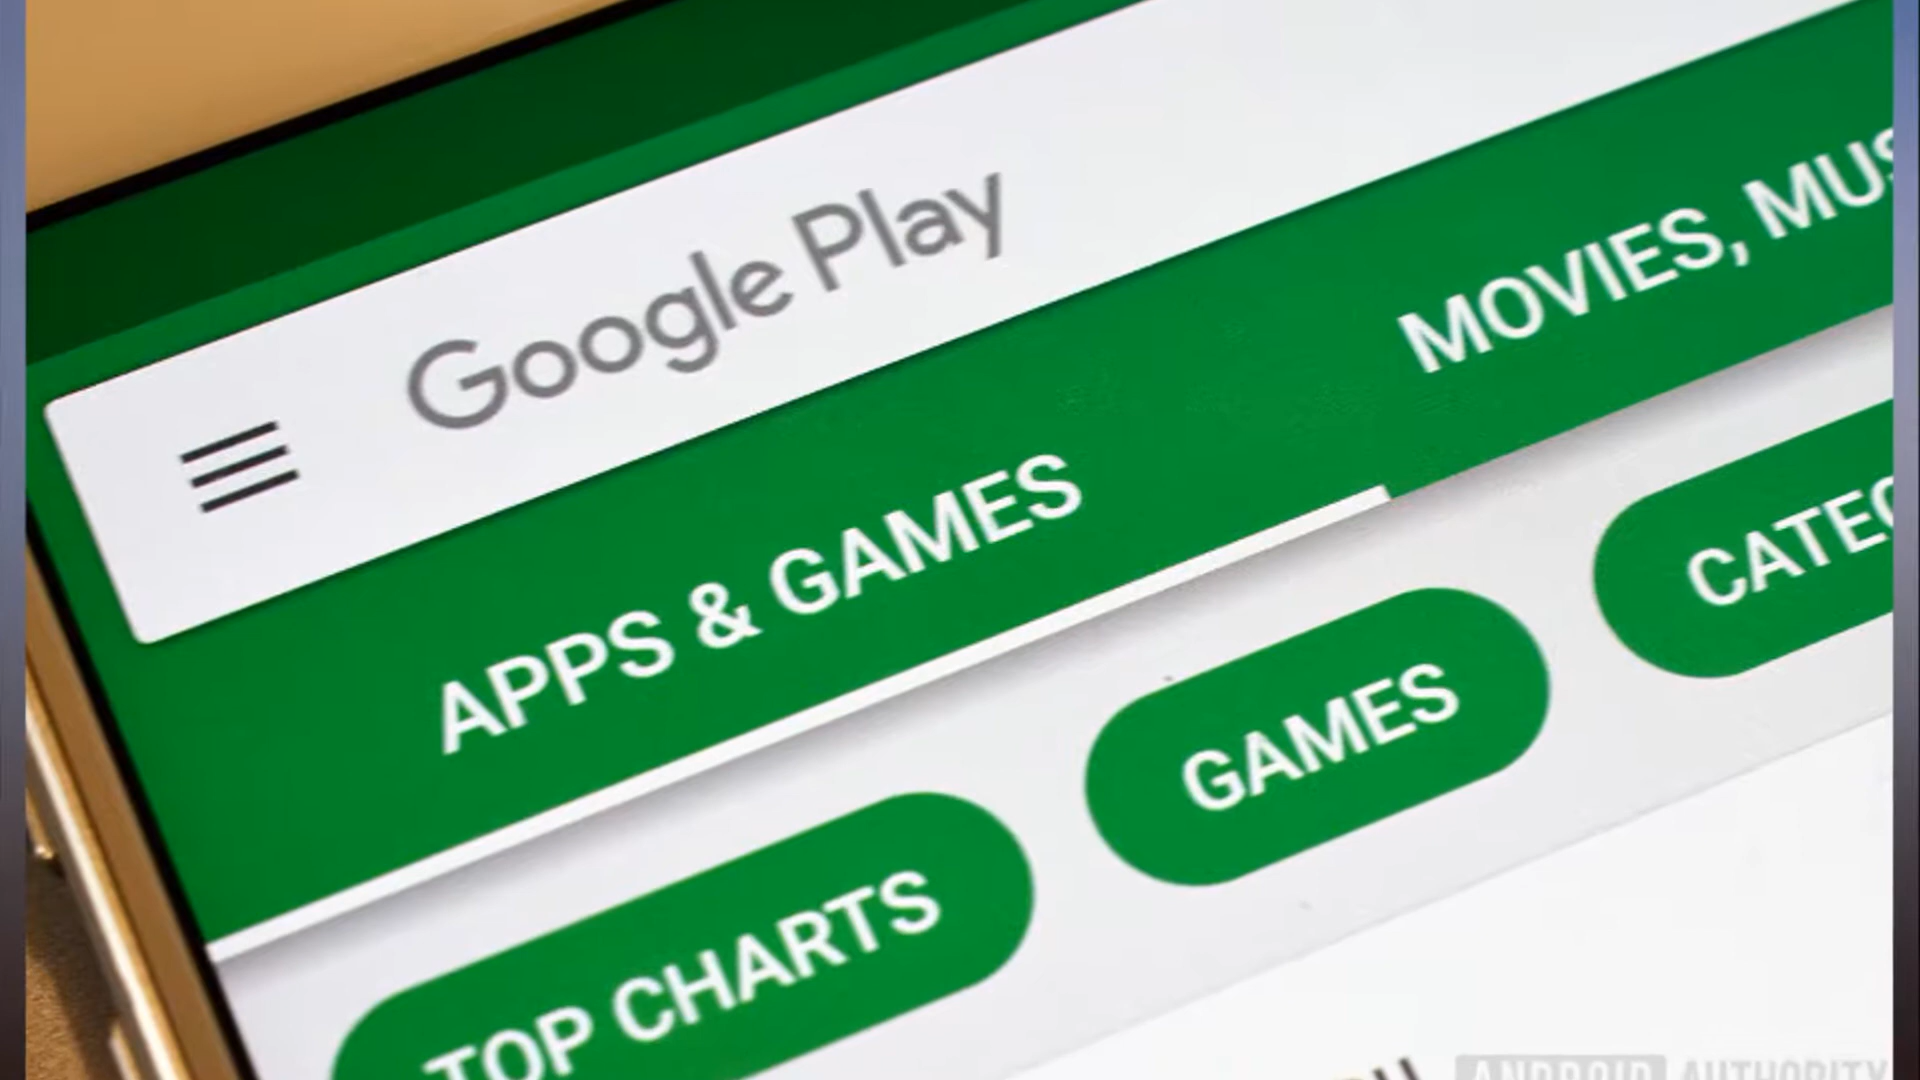 Google Play
APPS & GAMES
MOVIES, MUS
TOP CHARTS
GAMES
CATEG
ANDROID AUTHORITY